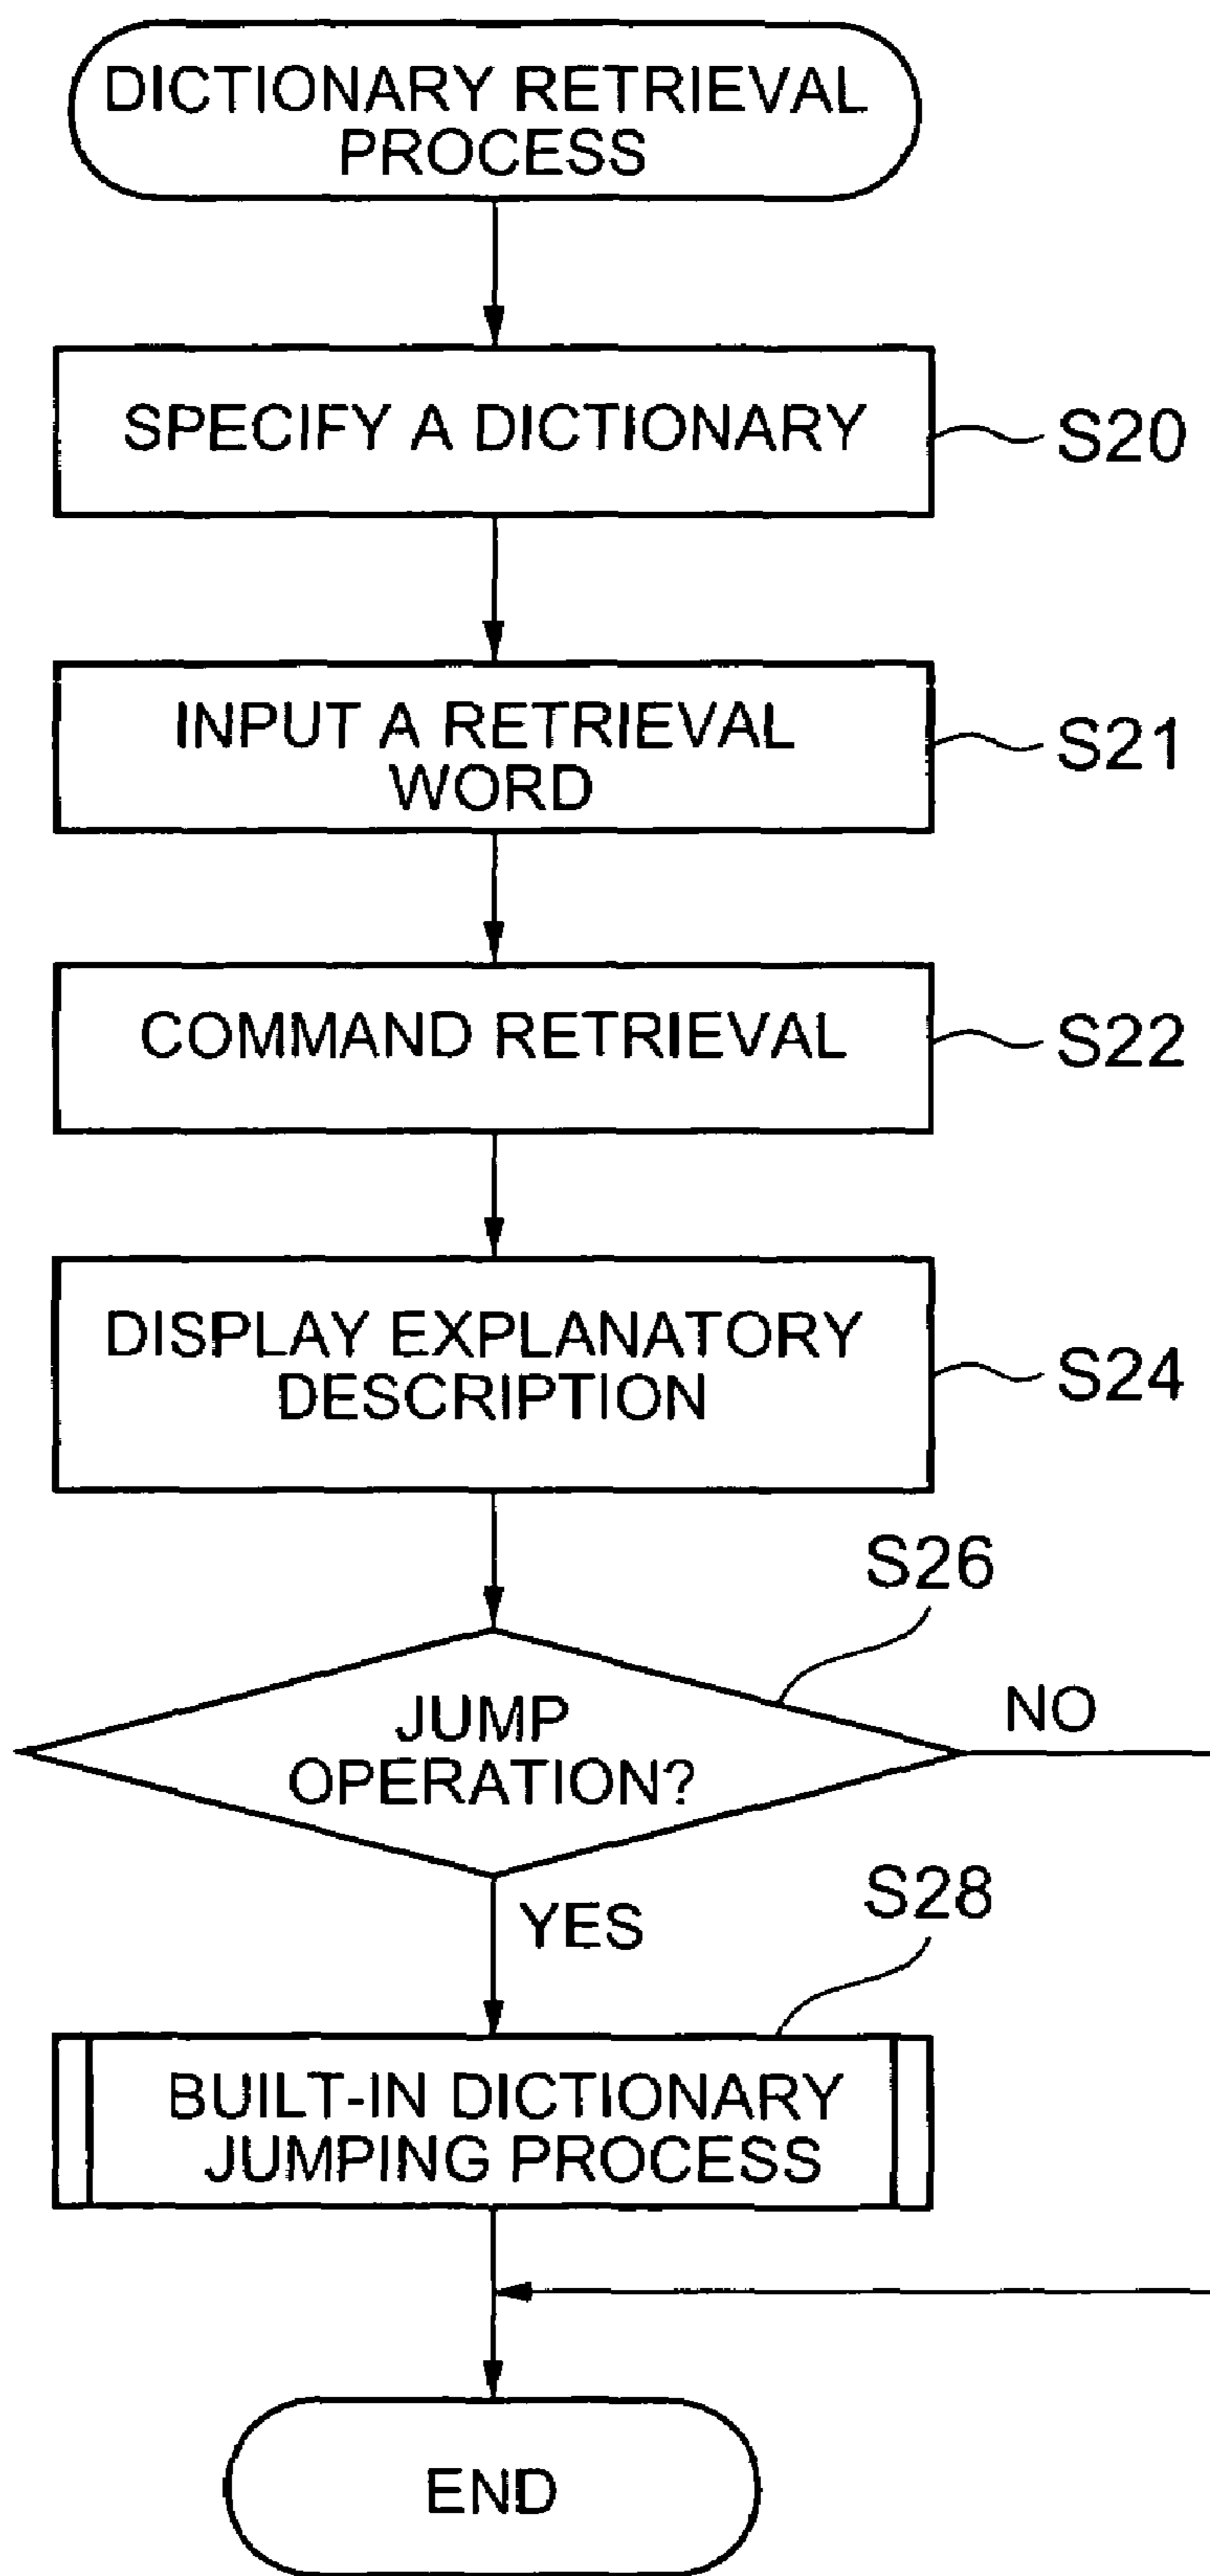 DICTIONARY RETRIEVAL
PROCESS
SPECIFY A DICTIONARY
S20
INPUT A RETRIEVAL
WORD
S21
COMMAND RETRIEVAL
S22
DISPLAY EXPLANATORY
DESCRIPTION
S24
S26
JUMP
OPERATION?
NO
YES
S28
BUILT-IN DICTIONARY
JUMPING PROCESS
END